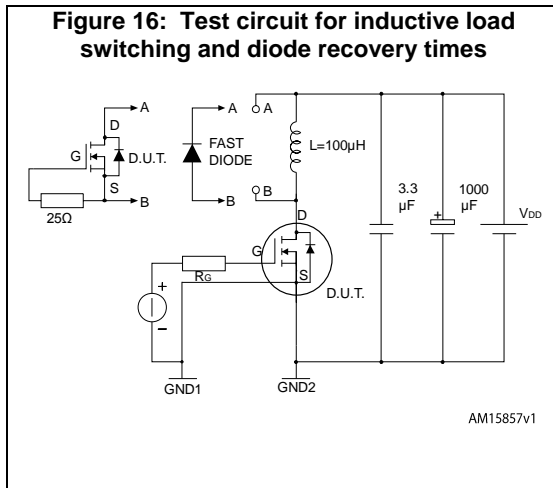 Figure 16: Test circuit for inductive load
switching and diode recovery times
A
D
G
D.U.T.
S
B
25Ω
A
FAST
DIODE
B
A
B
L=100µH
3.3
µF
1000
µF
+
VDD
D
G
S
D.U.T.
RG
+
−
GND1
GND2
AM15857v1